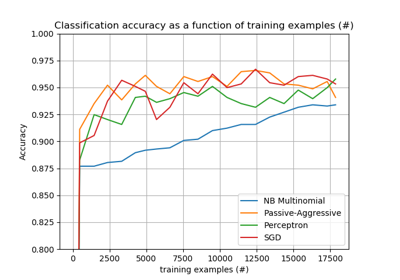 Classification accuracy as a function of training examples (#)
1.000
0.975
0.950
0.925
0.900
0.875
0.850
0.825
0.800
Accuracy
0
2500
5000
7500
10000
12500
15000
17500
training examples (#)
NB Multinomial
Passive-Aggressive
Perceptron
SGD